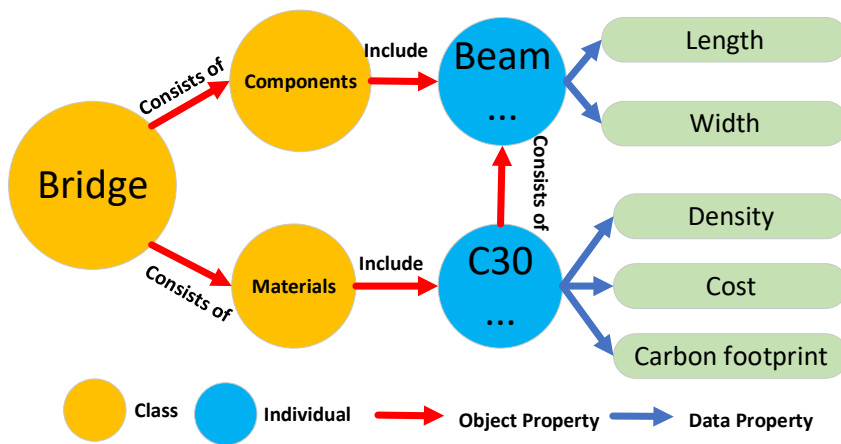 Bridge
Consists of
Components
Include
Beam
...
Length
Width
Consists of
Consists of
Materials
Include
C30
...
Density
Cost
Carbon footprint
Class
Individual
Object Property
Data Property